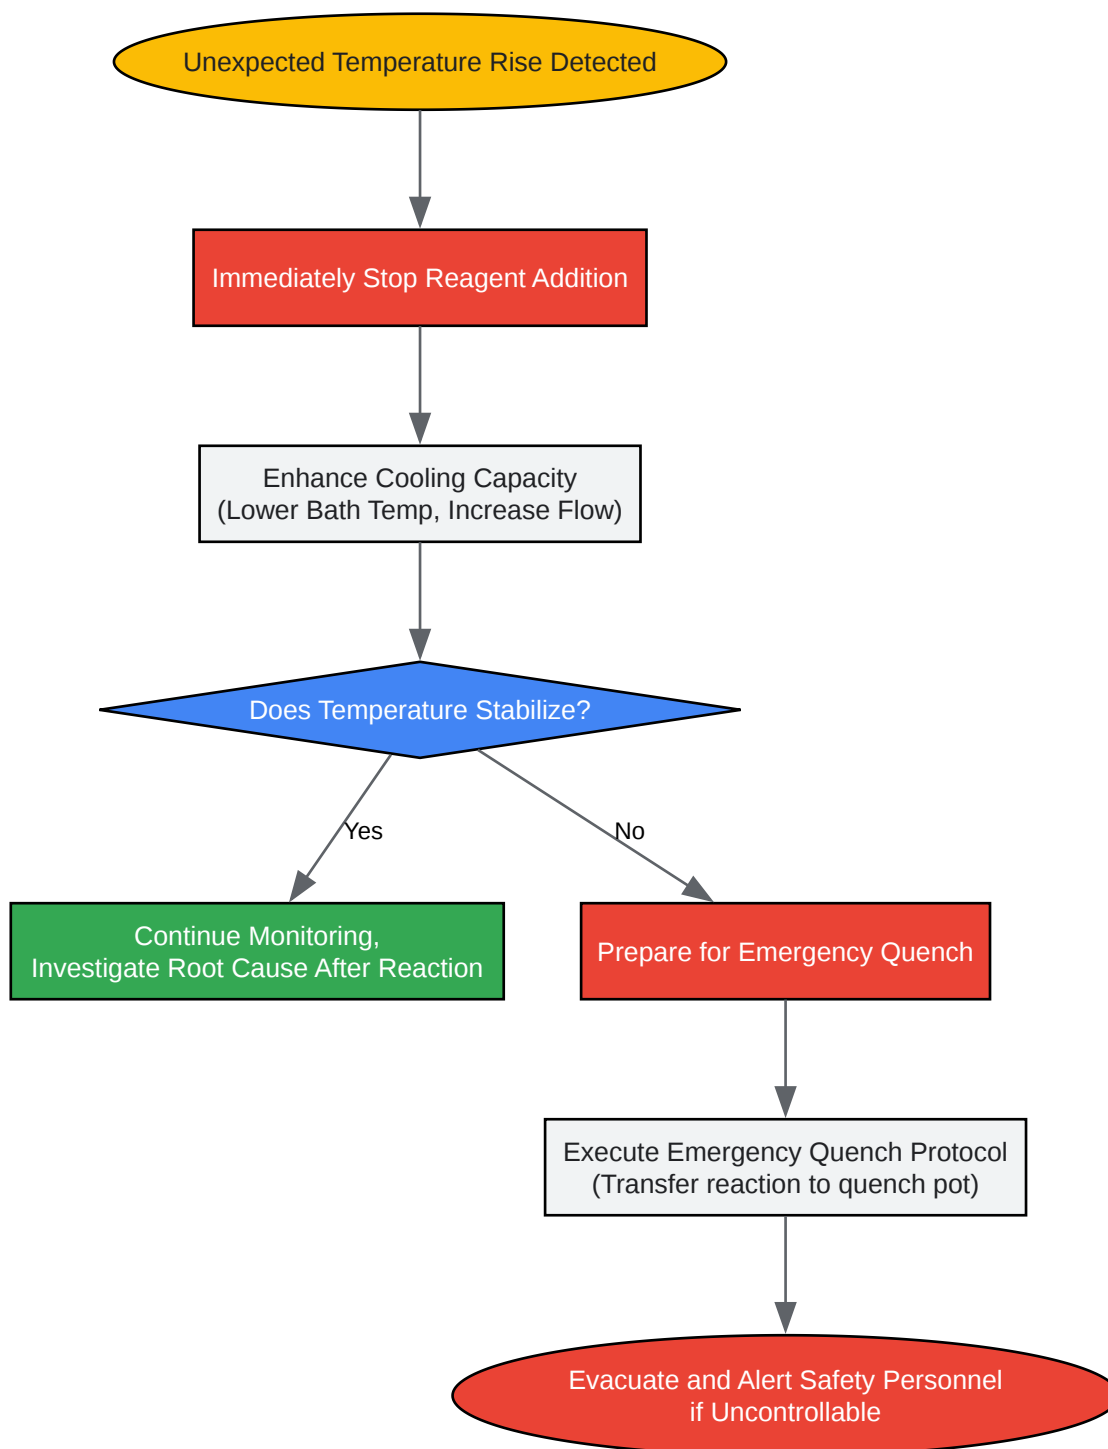 Unexpected Temperature Rise Detected
Immediately Stop Reagent Addition
Enhance Cooling Capacity
(Lower Bath Temp, Increase Flow)
Does Temperature Stabilize?
Yes
No
Continue Monitoring,
Investigate Root Cause After Reaction
Prepare for Emergency Quench
Execute Emergency Quench Protocol
(Transfer reaction to quench pot)
Evacuate and Alert Safety Personnel
if Uncontrollable